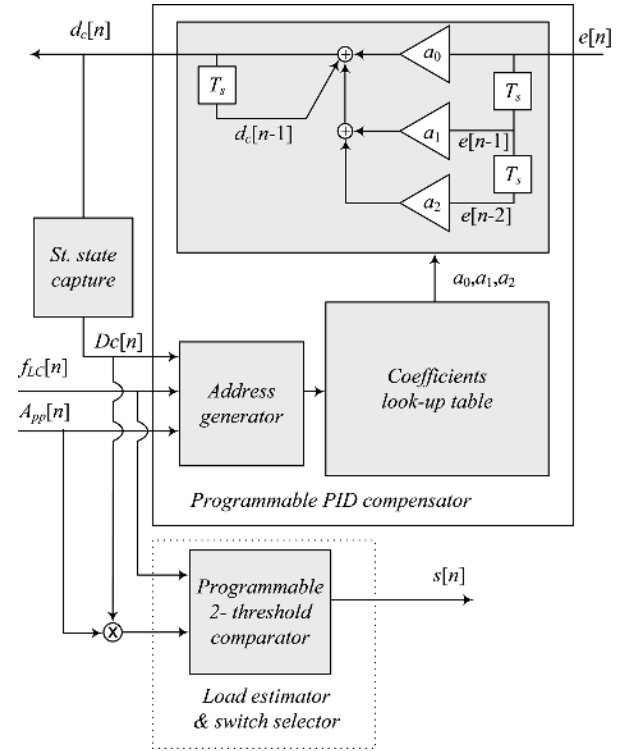 d_c[n]
e[n]
a_0
T_s
T_s
d_c[n-1]
a_1
e[n-1]
T_s
a_2
e[n-2]
St. state
capture
a_0,a_1,a_2
Dc[n]
f_LC[n]
A_pp[n]
Address
generator
Coefficients
look-up table
Programmable PID compensator
Programmable
2- threshold
comparator
s[n]
Load estimator
& switch selector